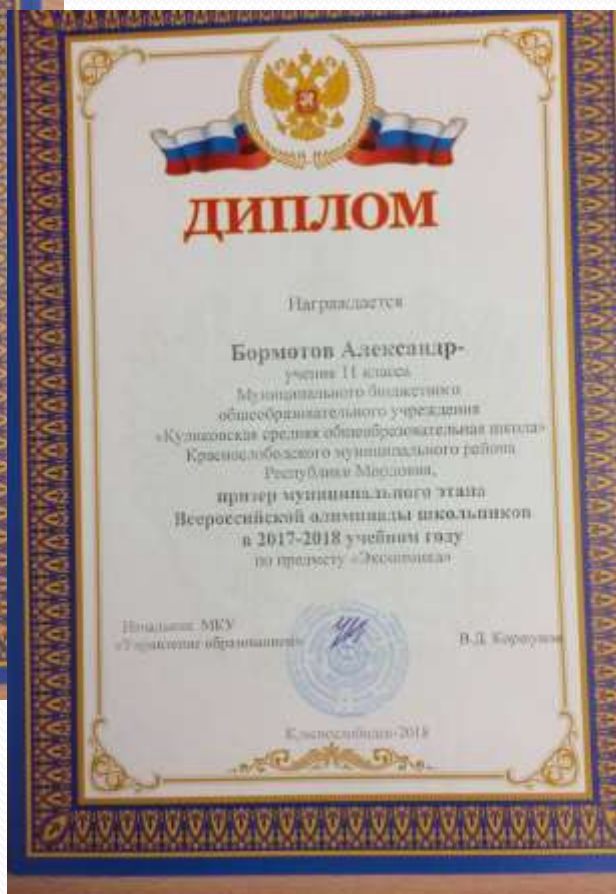 ДИПЛОМ
Награждается
Бормотов Александр-
ученик 11 класса
Муниципального бюджетного
общеобразовательного учреждения
«Куликовская средняя общеобразовательная школа»
Краснослободского муниципального района
Республики Мордовия,
призер муниципального этапа
Всероссийской олимпиады школьников
в 2017-2018 учебном году
по предмету «Экономика»
Начальник МКУ
«Управление образованием»
В.Д.
Краснослободск-2018